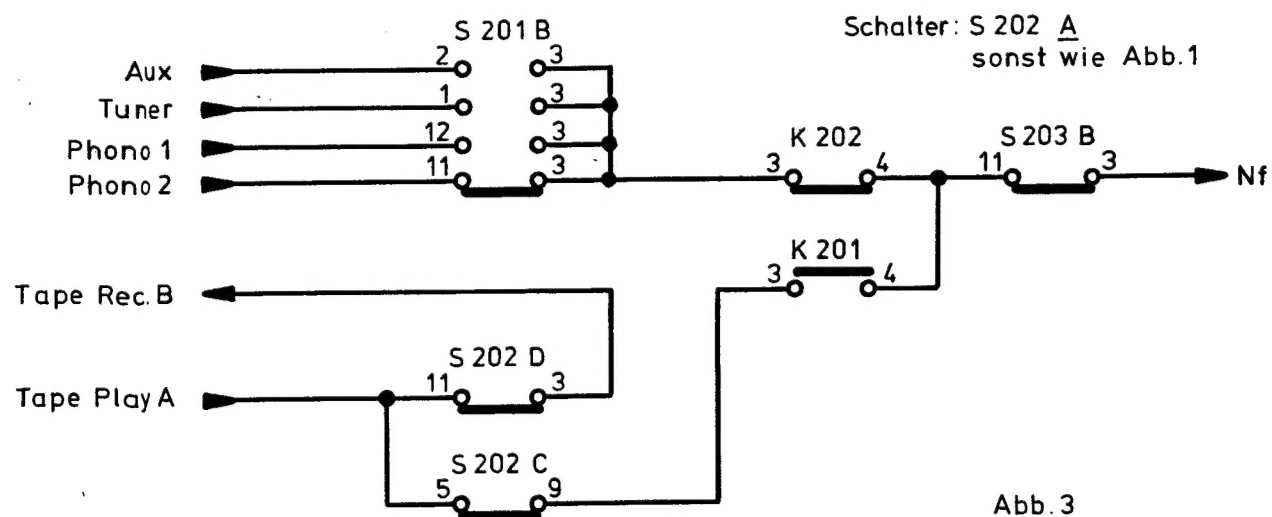 S 201 B
Schalter: S 202 A
sonst wie Abb.1
Aux 2 3
Tuner 1 3
Phono 1 12 3
Phono 2 11 3
K 202
3 4
S 203 B
11 3
Nf
K 201
3 4
Tape Rec. B
S 202 D
Tape Play A 11 3
S 202 C
5 9
Abb. 3